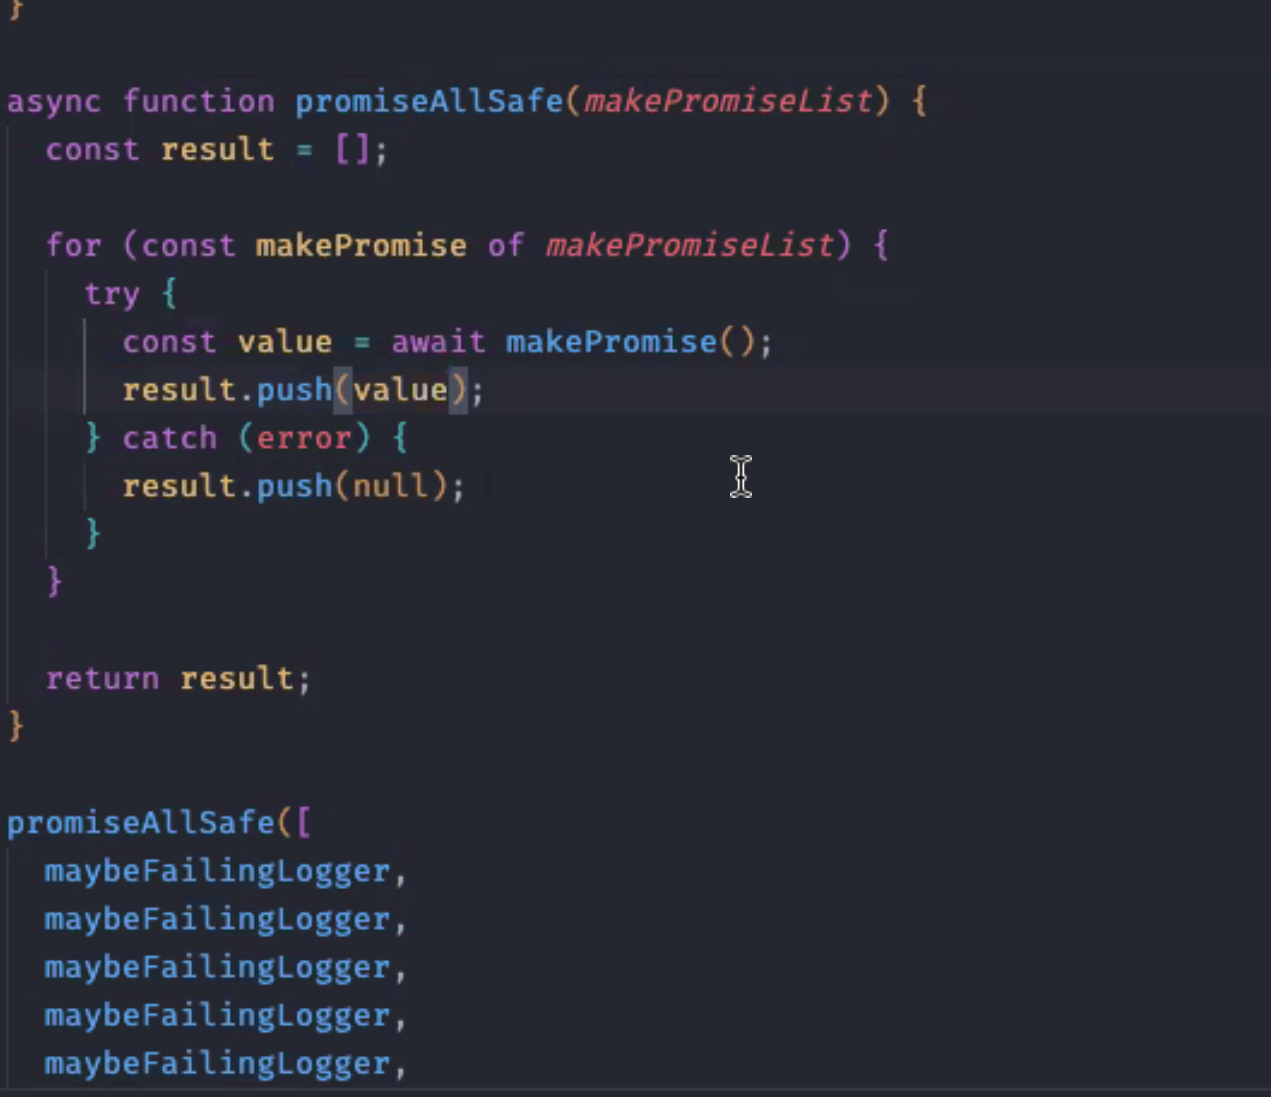 }
async function promiseAllSafe(makePromiseList) {
const result = [];
for (const makePromise of makePromiseList) {
try {
const value = await makePromise();
result.push(value);
} catch (error) {
result.push(null);
}
}
return result;
}
promiseAllSafe([
maybeFailingLogger,
maybeFailingLogger,
maybeFailingLogger,
maybeFailingLogger,
maybeFailingLogger,